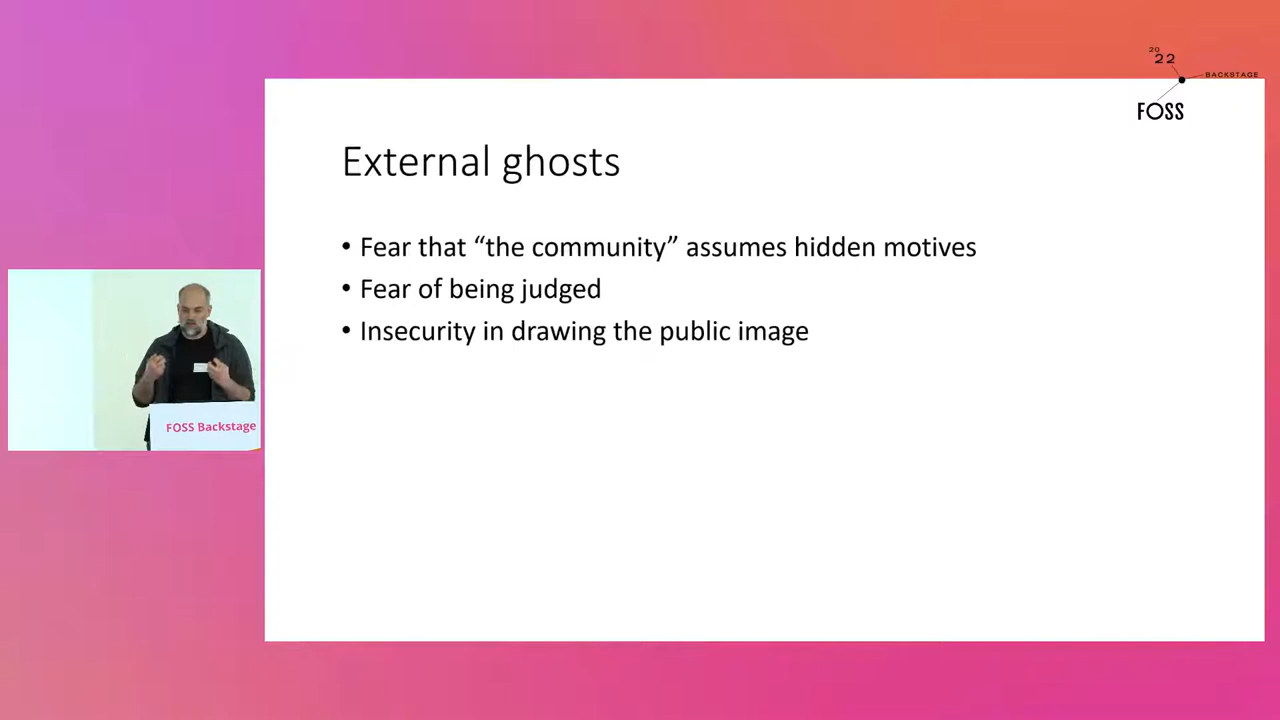 20
22
BACKSTAGE
FOSS
External ghosts
• Fear that “the community” assumes hidden motives
• Fear of being judged
• Insecurity in drawing the public image
FOSS Backstage